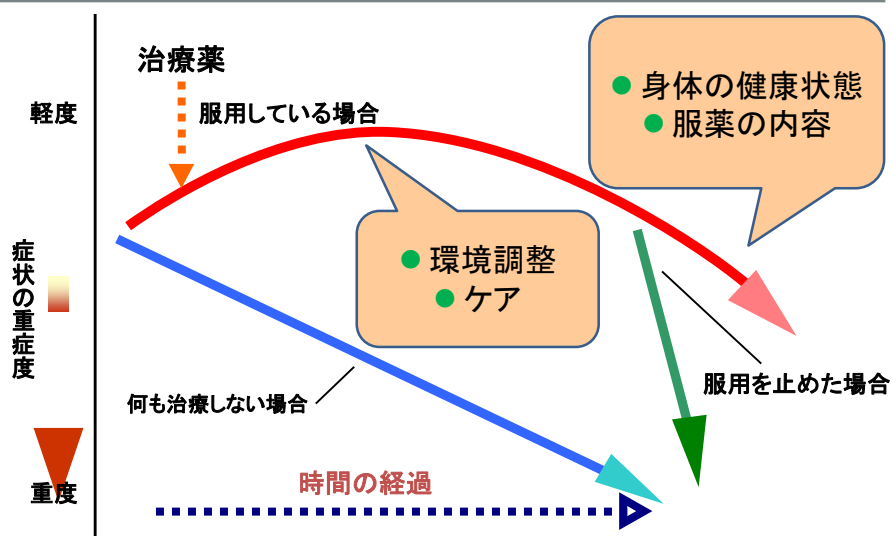 治療薬
軽度
服用している場合
身体の健康状態
服薬の内容
環境調整
ケア
症状の重症度
服用を止めた場合
何も治療しない場合
時間の経過
重度